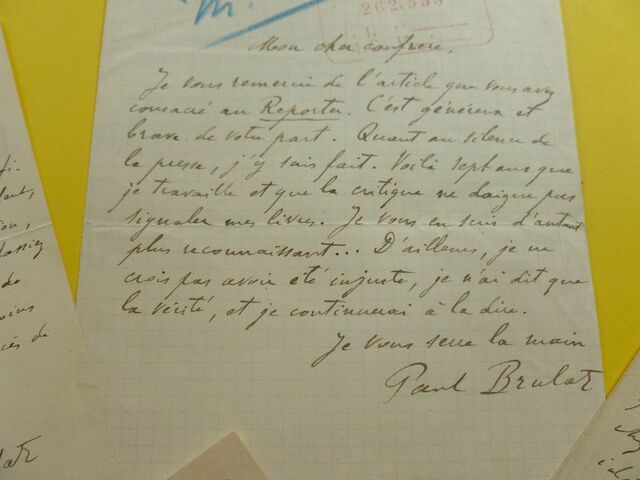 m.
262.556
Mon cher confrère,
Je vous remercie de l'article que vous avez
consacré au Reporter. C'est généreux et
brave de votre part. Quant au silence de
la presse, j'y suis fait. Voilà sept ans que
je travaille et que la critique ne daigne pas
signaler mes livres. Je vous en suis d'autant
plus reconnaissant... D'ailleurs, je ne
crois pas avoir été injuste, je n'ai dit que
la vérité, et je continuerai à la dire.
Je vous serre la main
Paul Brulat
de
de